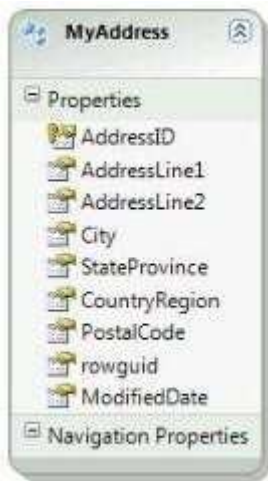 MyAddress
Properties
AddressID
AddressLine1
AddressLine2
City
StateProvince
CountryRegion
PostalCode
rowguid
ModifiedDate
Navigation Properties